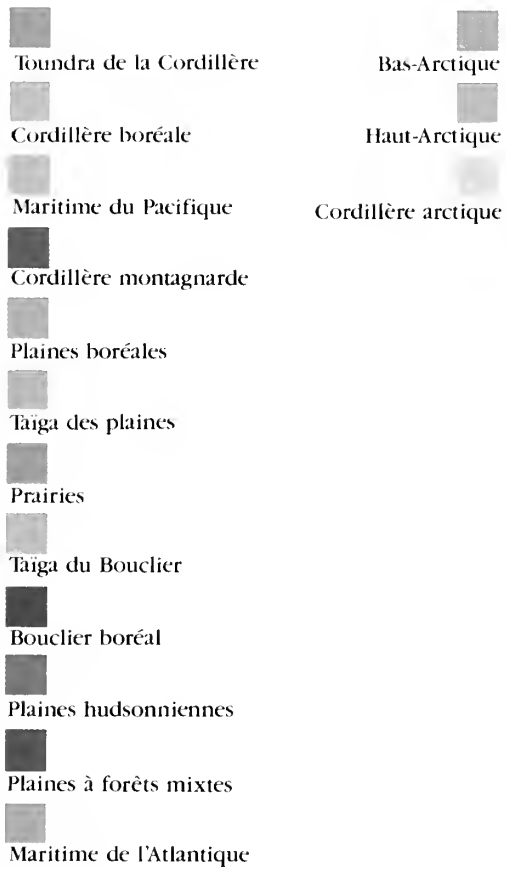 Toundra de la Cordillère
Cordillère boréale
Maritime du Pacifique
Cordillère montagnarde
Plaines boréales
Taïga des plaines
Prairies
Taïga du Bouclier
Bouclier boréal
Plaines hudsonniennes
Plaines à forêts mixtes
Maritime de l'Atlantique
Bas-Arctique
Haut-Arctique
Cordillère arctique